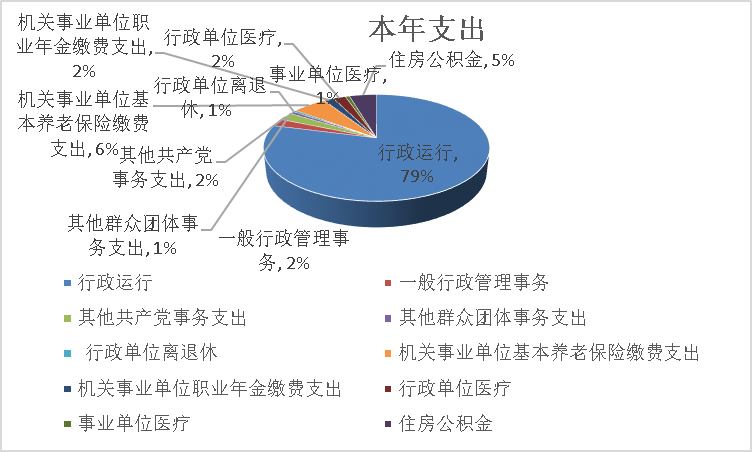 本年支出
机关事业单位职
业年金缴费支出,
2%
行政单位医疗,
2%
事业单位医疗,
1%
住房公积金, 5%
行政单位离退
休, 1%
机关事业单位基
本养老保险缴费
支出, 6%
其他共产党
事务支出, 2%
其他群众团体事
务支出, 1%
一般行政管理事
务, 2%
行政运行,
79%
行政运行
一般行政管理事务
其他共产党事务支出
其他群众团体事务支出
行政单位离退休
机关事业单位基本养老保险缴费支出
机关事业单位职业年金缴费支出
行政单位医疗
事业单位医疗
住房公积金